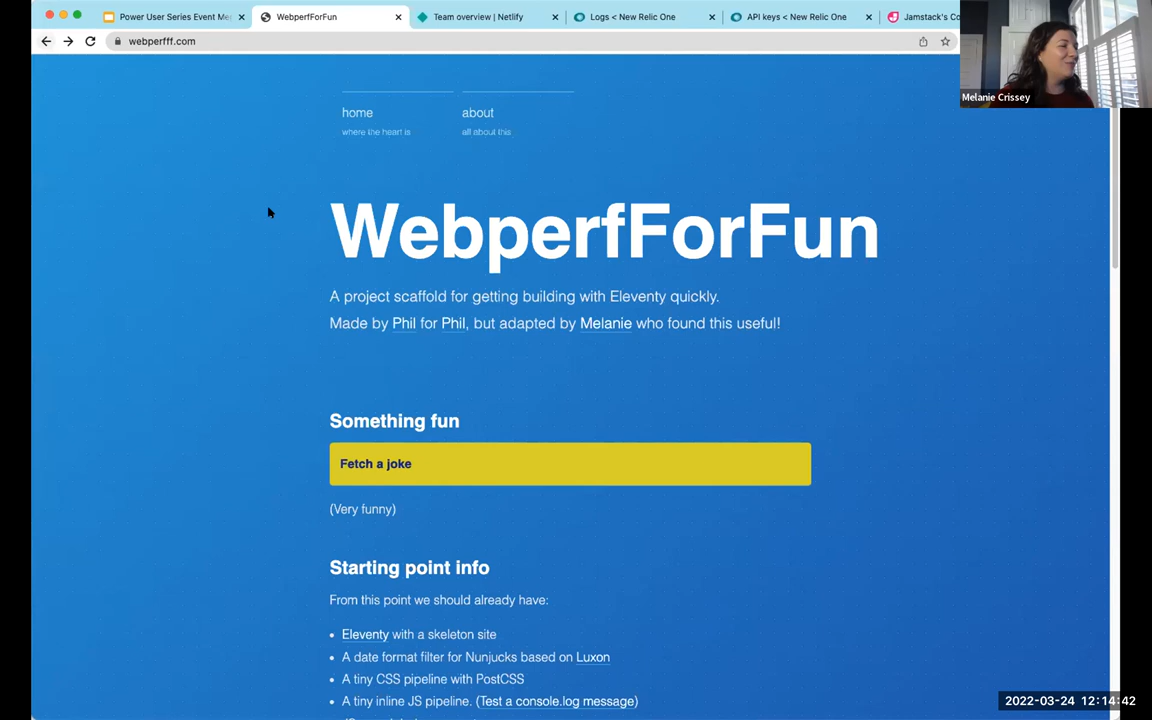 Power User Series Event Me
WebperfForFun
Team overview | Netlify
Logs < New Relic One
API keys < New Relic One
Jamstack's Co
webperfff.com
Melanie Crissey
home
about
where the heart is
all about this
WebperfForFun
A project scaffold for getting building with Eleventy quickly.
Made by Phil for Phil, but adapted by Melanie who found this useful!
Something fun
Fetch a joke
(Very funny)
Starting point info
From this point we should already have:
• Eleventy with a skeleton site
• A date format filter for Nunjucks based on Luxon
• A tiny CSS pipeline with PostCSS
• A tiny inline JS pipeline. (Test a console.log message)
2022-03-24 12:14:42